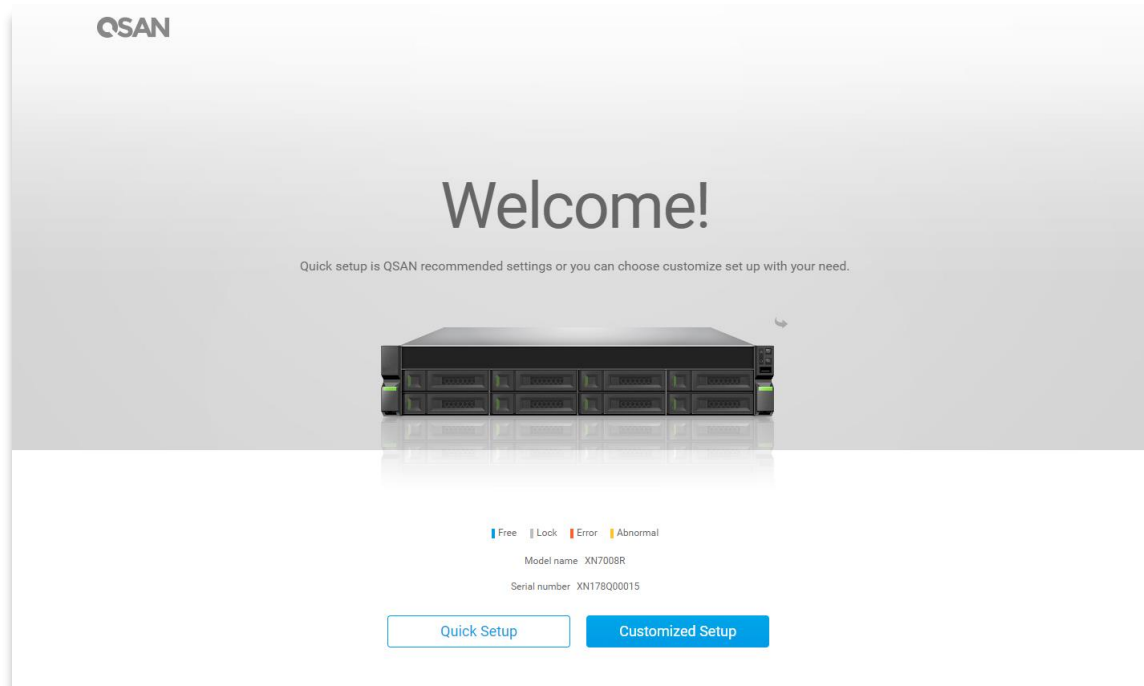 QSAN
Welcome!
Quick setup is QSAN recommended settings or you can choose customize set up with your need.
Free Lock Error Abnormal
Model name XN7008R
Serial number XN178Q00015
Quick Setup Customized Setup